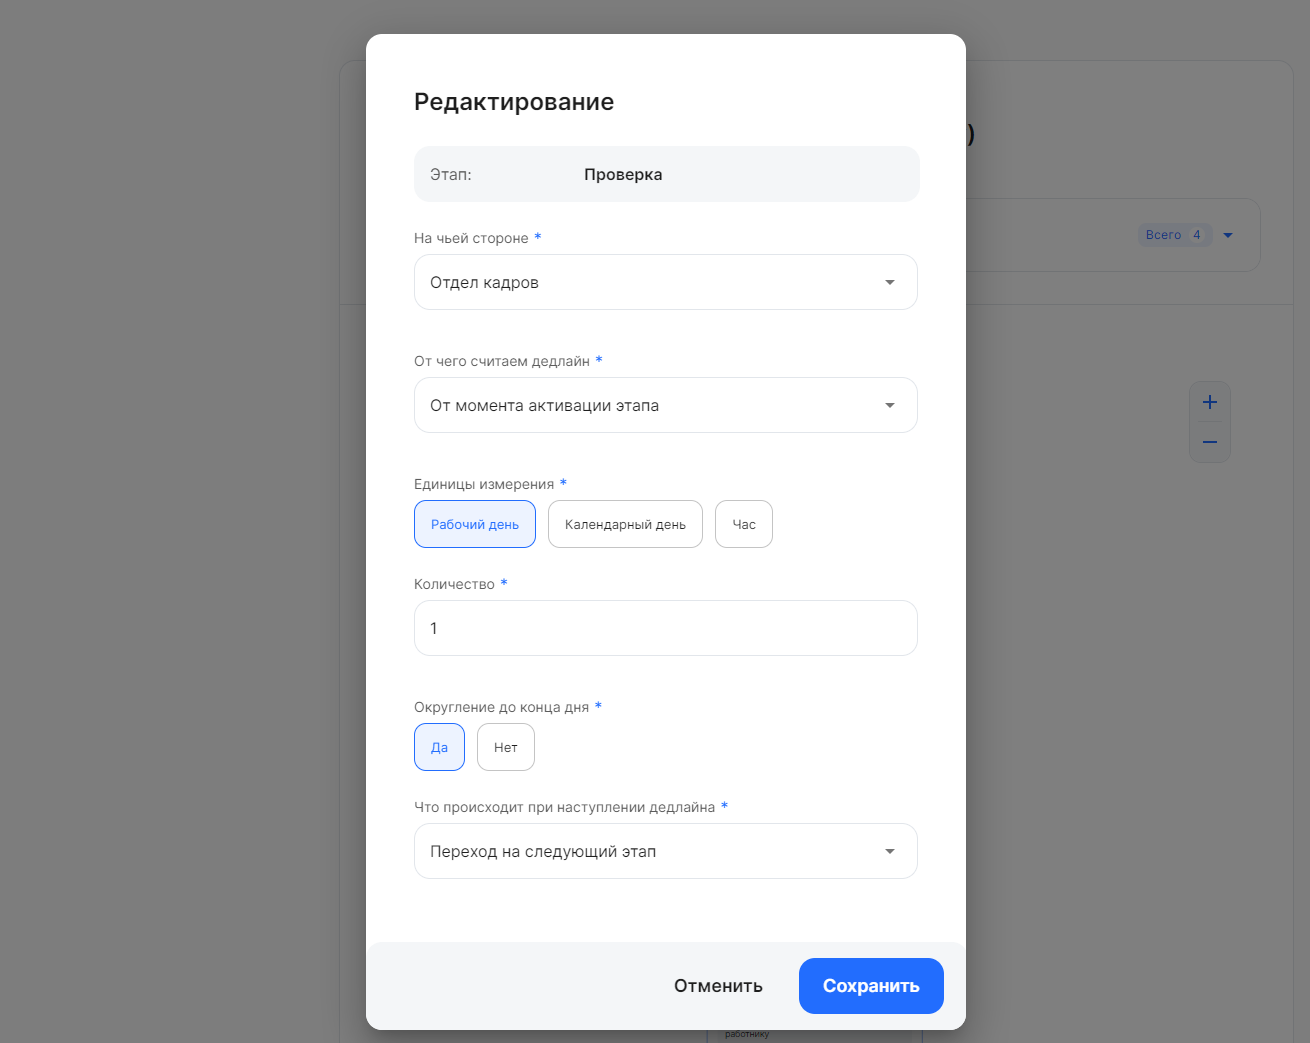 Редактирование
)
Этап: Проверка
На чьей стороне *
Всего 4
Отдел кадров
От чего считаем дедлайн *
От момента активации этапа
+
−
Единицы измерения *
Рабочий день Календарный день Час
Количество *
1
Округление до конца дня *
Да Нет
Что происходит при наступлении дедлайна *
Переход на следующий этап
Отменить Сохранить
работнику